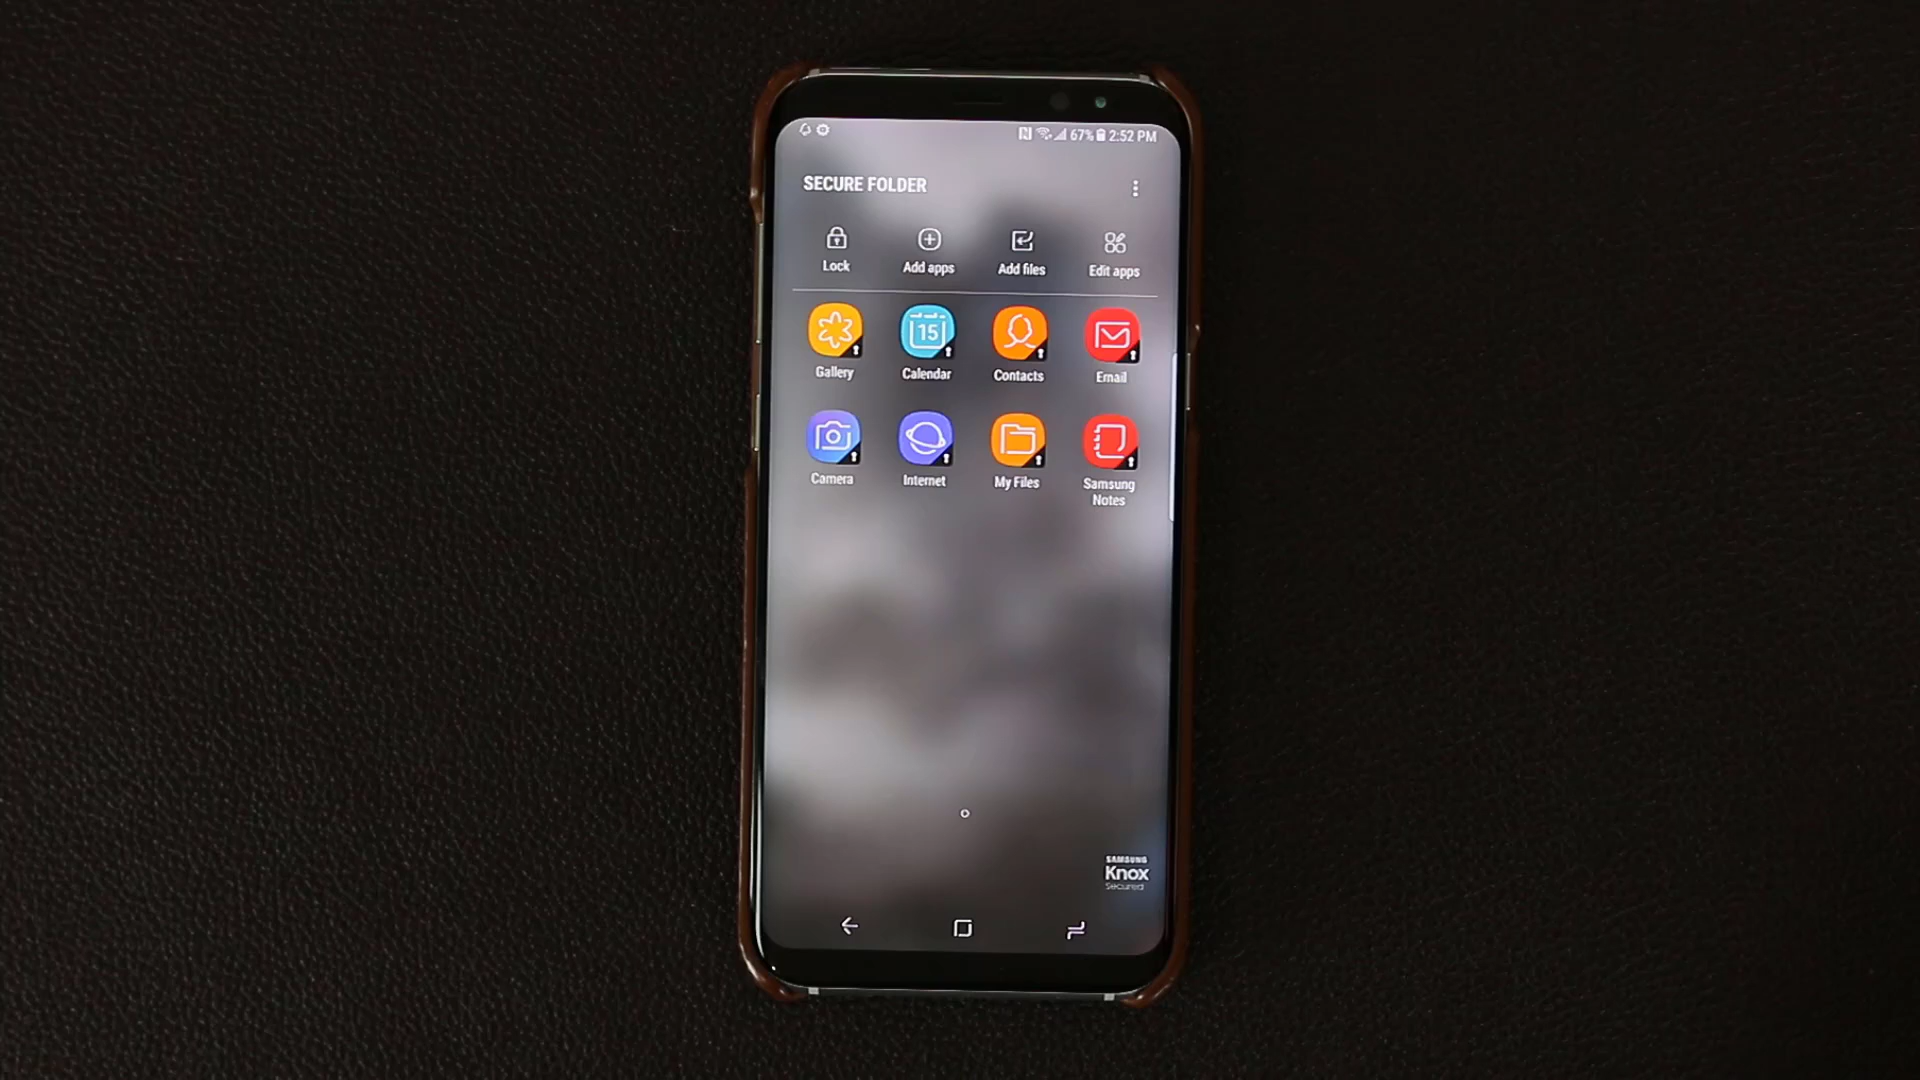 67% 2:52 PM
SECURE FOLDER
Lock Add apps Add files Edit apps
15
Gallery Calendar Contacts Email
Camera Internet My Files Samsung
Notes
SAMSUNG
Knox
Secured